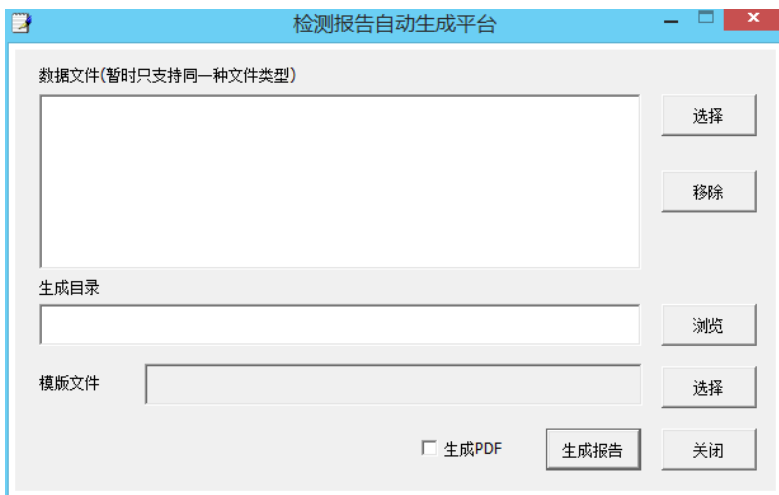 检测报告自动生成平台
数据文件(暂时只支持同一种文件类型)
选择
移除
生成目录
浏览
模版文件
选择
生成PDF
生成报告
关闭